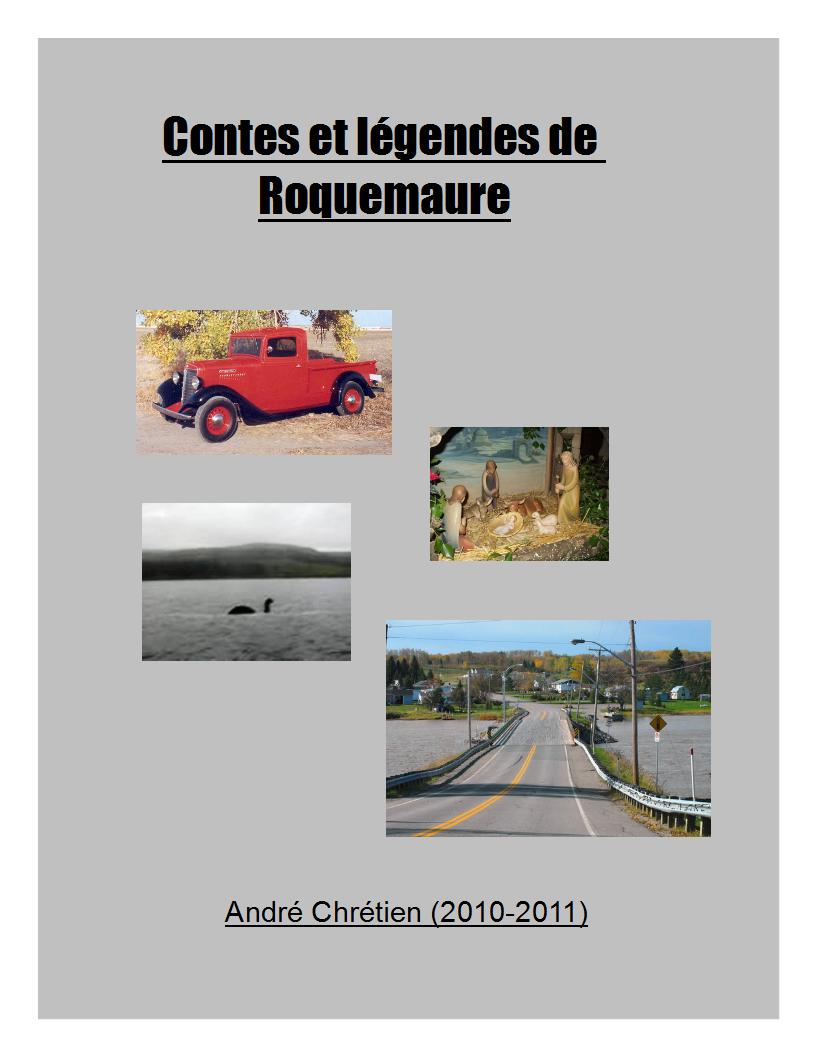 Contes et légendes de
Roquemaure
André Chrétien (2010-2011)